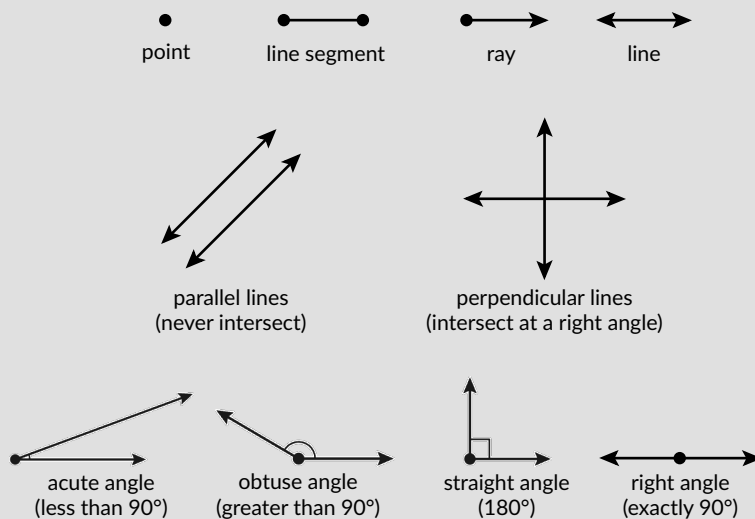 point
line segment
ray
line
parallel lines
(never intersect)
perpendicular lines
(intersect at a right angle)
acute angle
(less than 90°)
obtuse angle
(greater than 90°)
straight angle
(180°)
right angle
(exactly 90°)